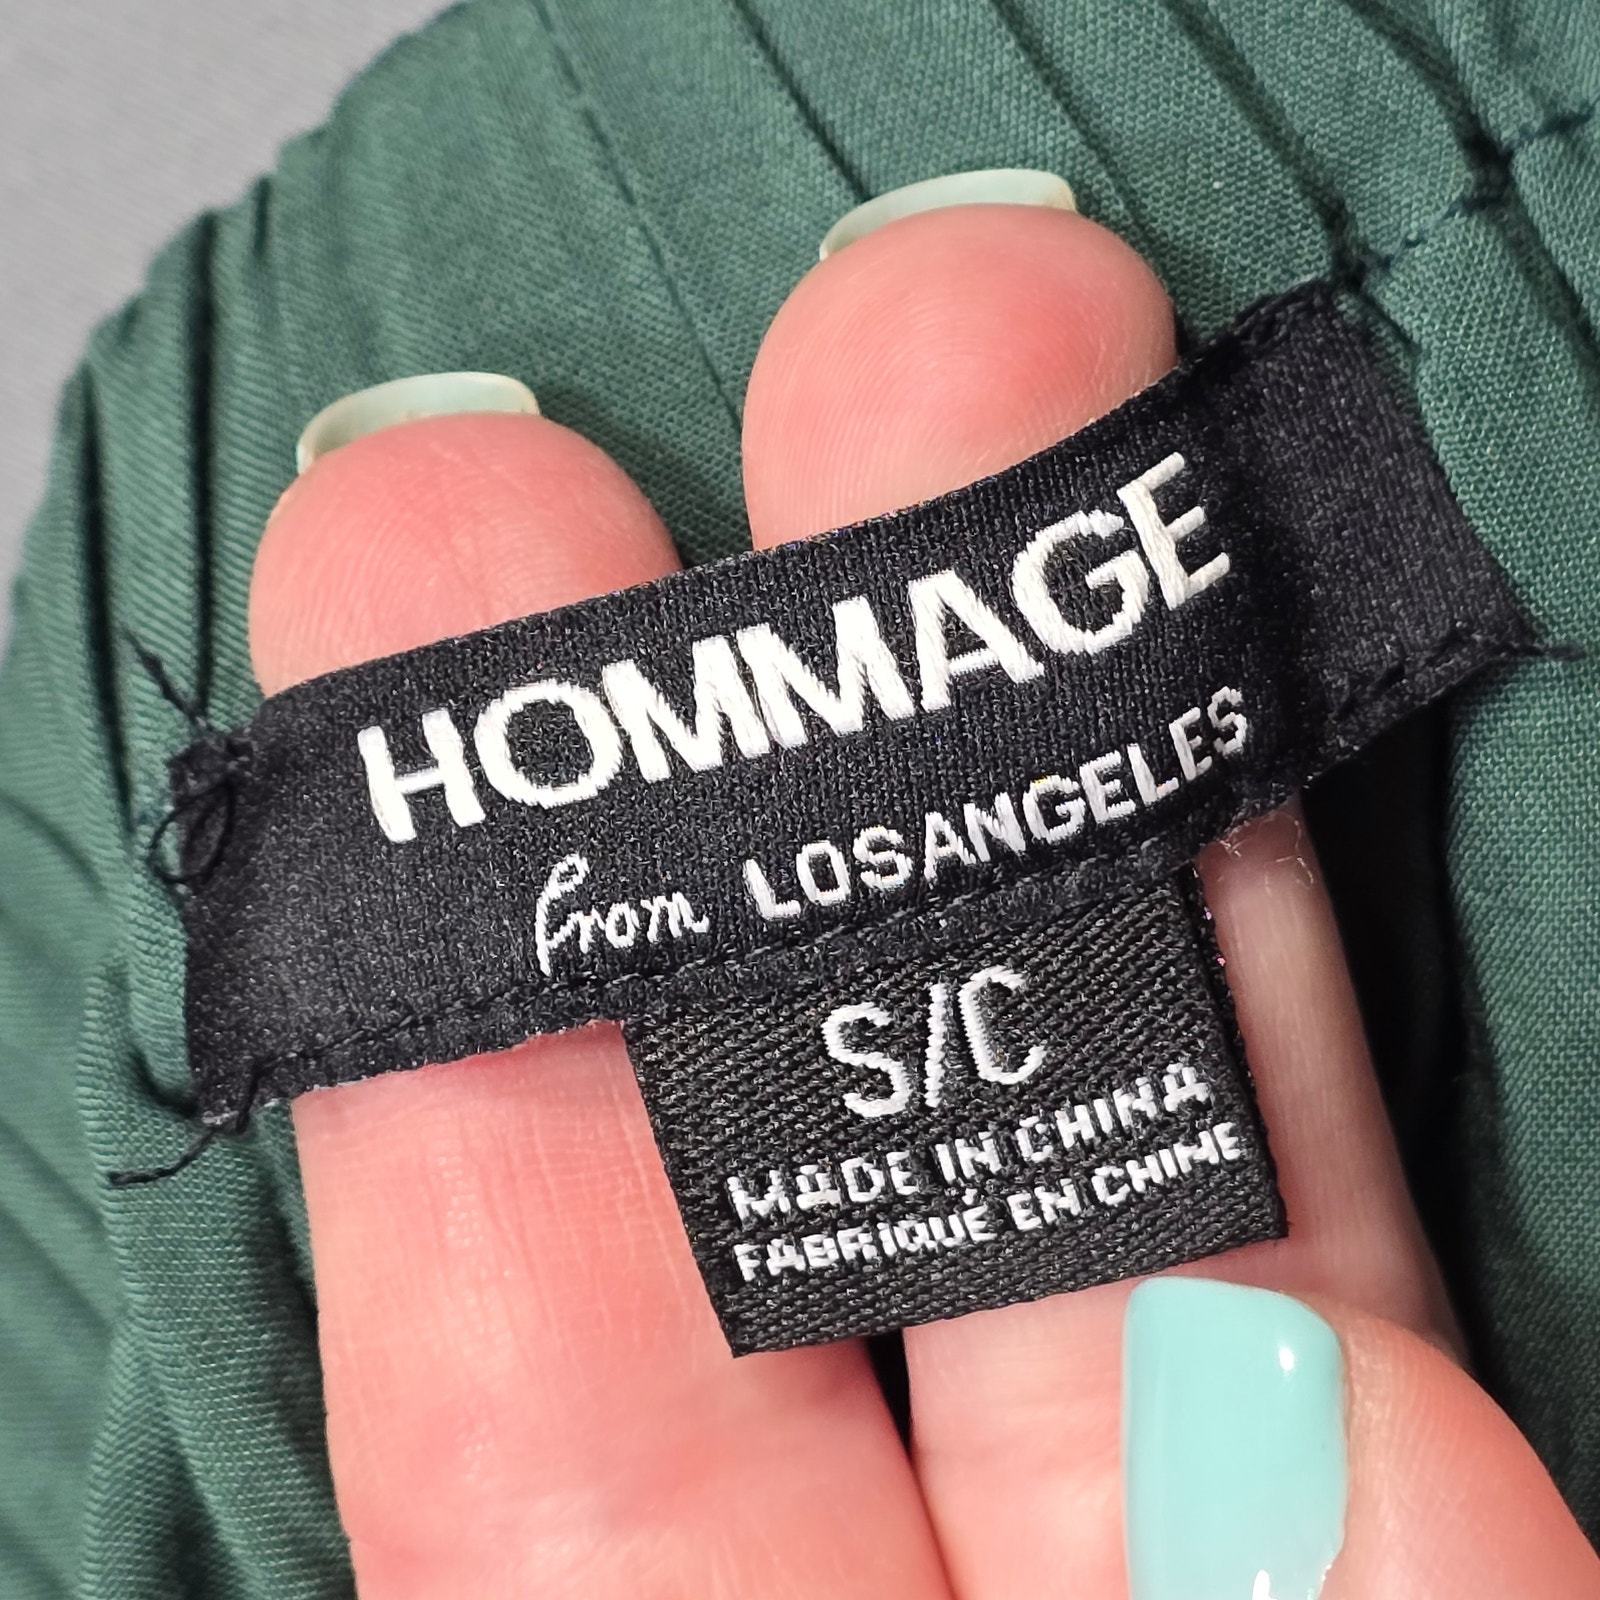 HOMMAGE
From LOSANGELES
S/C
MADE IN CHINA
FABRIQUÉ EN CHINE